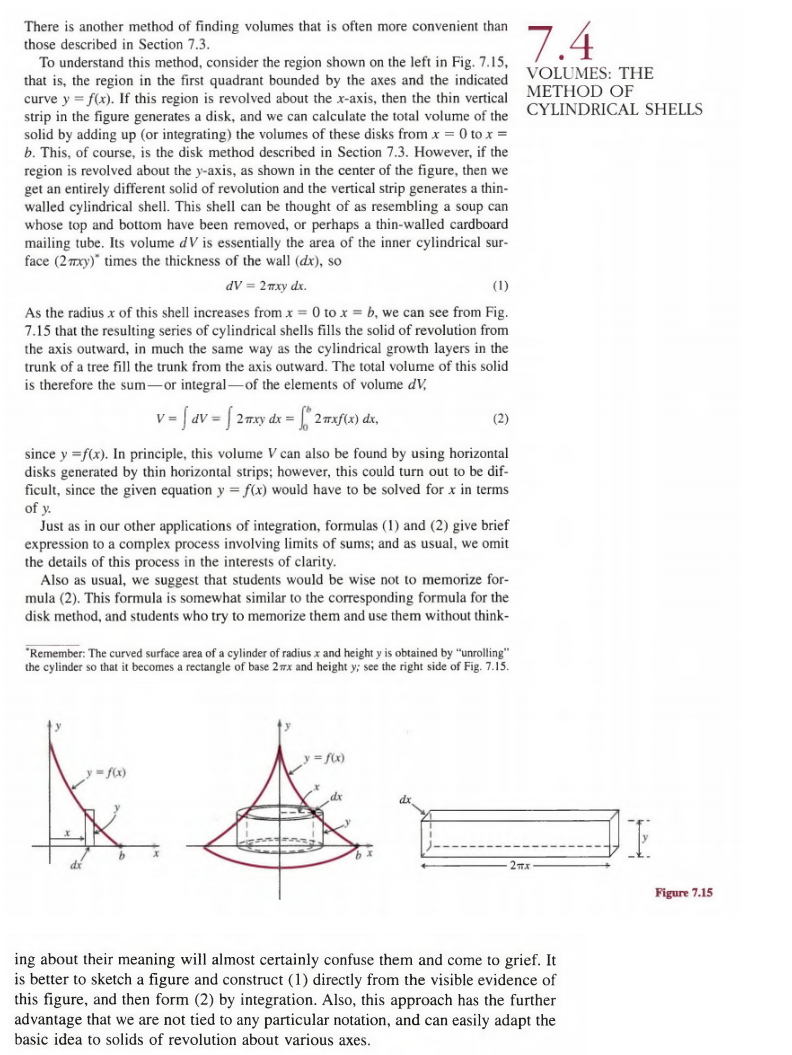 There is another method of finding volumes that is often more convenient than
those described in Section 7.3.
To understand this method, consider the region shown on the left in Fig. 7.15,
that is, the region in the first quadrant bounded by the axes and the indicated
curve y = f(x). If this region is revolved about the x-axis, then the thin vertical
strip in the figure generates a disk, and we can calculate the total volume of the
solid by adding up (or integrating) the volumes of these disks from x = 0 to x =
b. This, of course, is the disk method described in Section 7.3. However, if the
region is revolved about the y-axis, as shown in the center of the figure, then we
get an entirely different solid of revolution and the vertical strip generates a thin-
walled cylindrical shell. This shell can be thought of as resembling a soup can
whose top and bottom have been removed, or perhaps a thin-walled cardboard
mailing tube. Its volume dV is essentially the area of the inner cylindrical sur-
face (2πxy)* times the thickness of the wall (dx), so
dV = 2πxy dx. (1)
As the radius x of this shell increases from x = 0 to x = b, we can see from Fig.
7.15 that the resulting series of cylindrical shells fills the solid of revolution from
the axis outward, in much the same way as the cylindrical growth layers in the
trunk of a tree fill the trunk from the axis outward. The total volume of this solid
is therefore the sum—or integral—of the elements of volume dV,
V = ∫ dV = ∫ 2πxy dx = ∫₀ᵇ 2πxf(x) dx, (2)
since y =f(x). In principle, this volume V can also be found by using horizontal
disks generated by thin horizontal strips; however, this could turn out to be dif-
ficult, since the given equation y = f(x) would have to be solved for x in terms
of y.
Just as in our other applications of integration, formulas (1) and (2) give brief
expression to a complex process involving limits of sums; and as usual, we omit
the details of this process in the interests of clarity.
Also as usual, we suggest that students would be wise not to memorize for-
mula (2). This formula is somewhat similar to the corresponding formula for the
disk method, and students who try to memorize them and use them without think-
7.4
VOLUMES: THE
METHOD OF
CYLINDRICAL SHELLS
*Remember: The curved surface area of a cylinder of radius x and height y is obtained by "unrolling"
the cylinder so that it becomes a rectangle of base 2πx and height y; see the right side of Fig. 7.15.
y
y = f(x)
y
x
dx
b
x
y
y = f(x)
x
dx
y
b
x
dx
y
2πx
Figure 7.15
ing about their meaning will almost certainly confuse them and come to grief. It
is better to sketch a figure and construct (1) directly from the visible evidence of
this figure, and then form (2) by integration. Also, this approach has the further
advantage that we are not tied to any particular notation, and can easily adapt the
basic idea to solids of revolution about various axes.